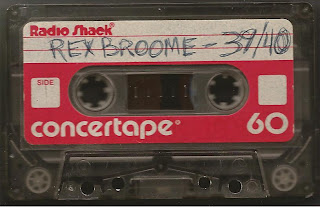 Radio Shack®
REX BROOME - 39/40
SIDE
concertape® 60